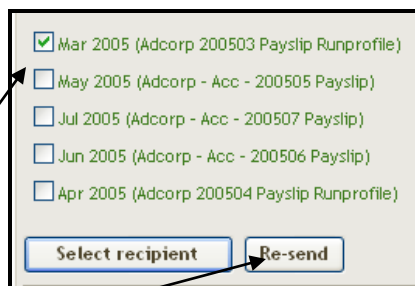 Mar 2005 (Adcorp 200503 Payslip Runprofile)
May 2005 (Adcorp - Acc - 200505 Payslip)
Jul 2005 (Adcorp - Acc - 200507 Payslip)
Jun 2005 (Adcorp - Acc - 200506 Payslip)
Apr 2005 (Adcorp 200504 Payslip Runprofile)
Select recipient Re-send